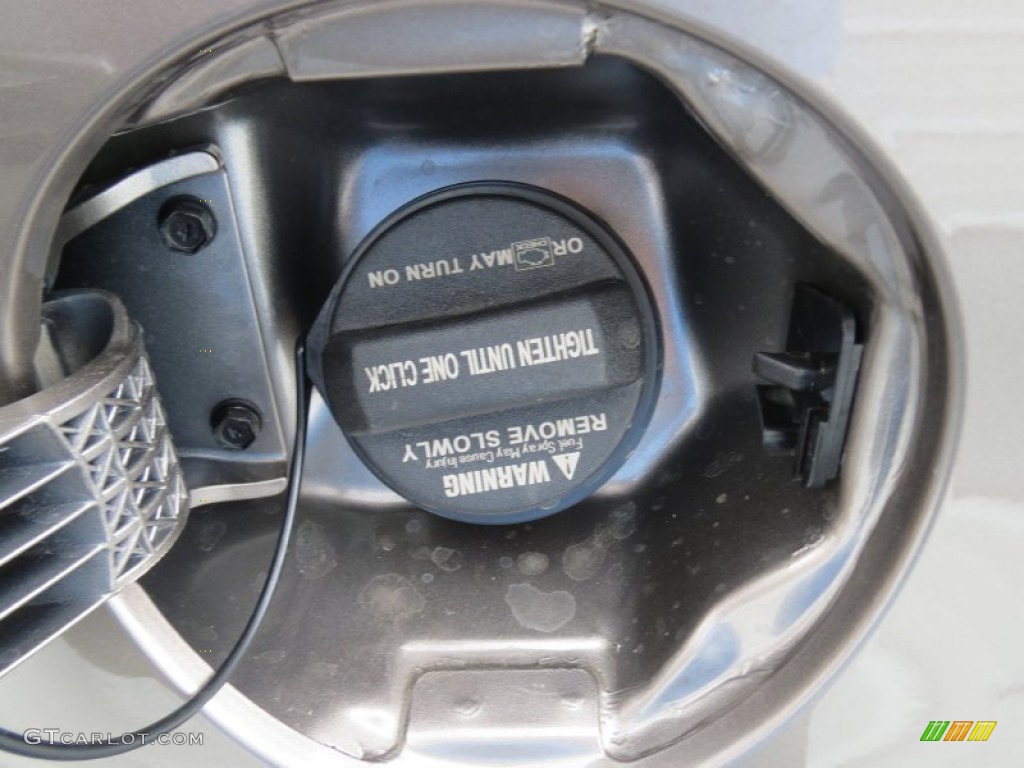 ⚠ WARNING
Fuel Spray May Cause Injury
REMOVE SLOWLY
TIGHTEN UNTIL ONE CLICK
OR CHECK MAY TURN ON
GTCARLOT.COM